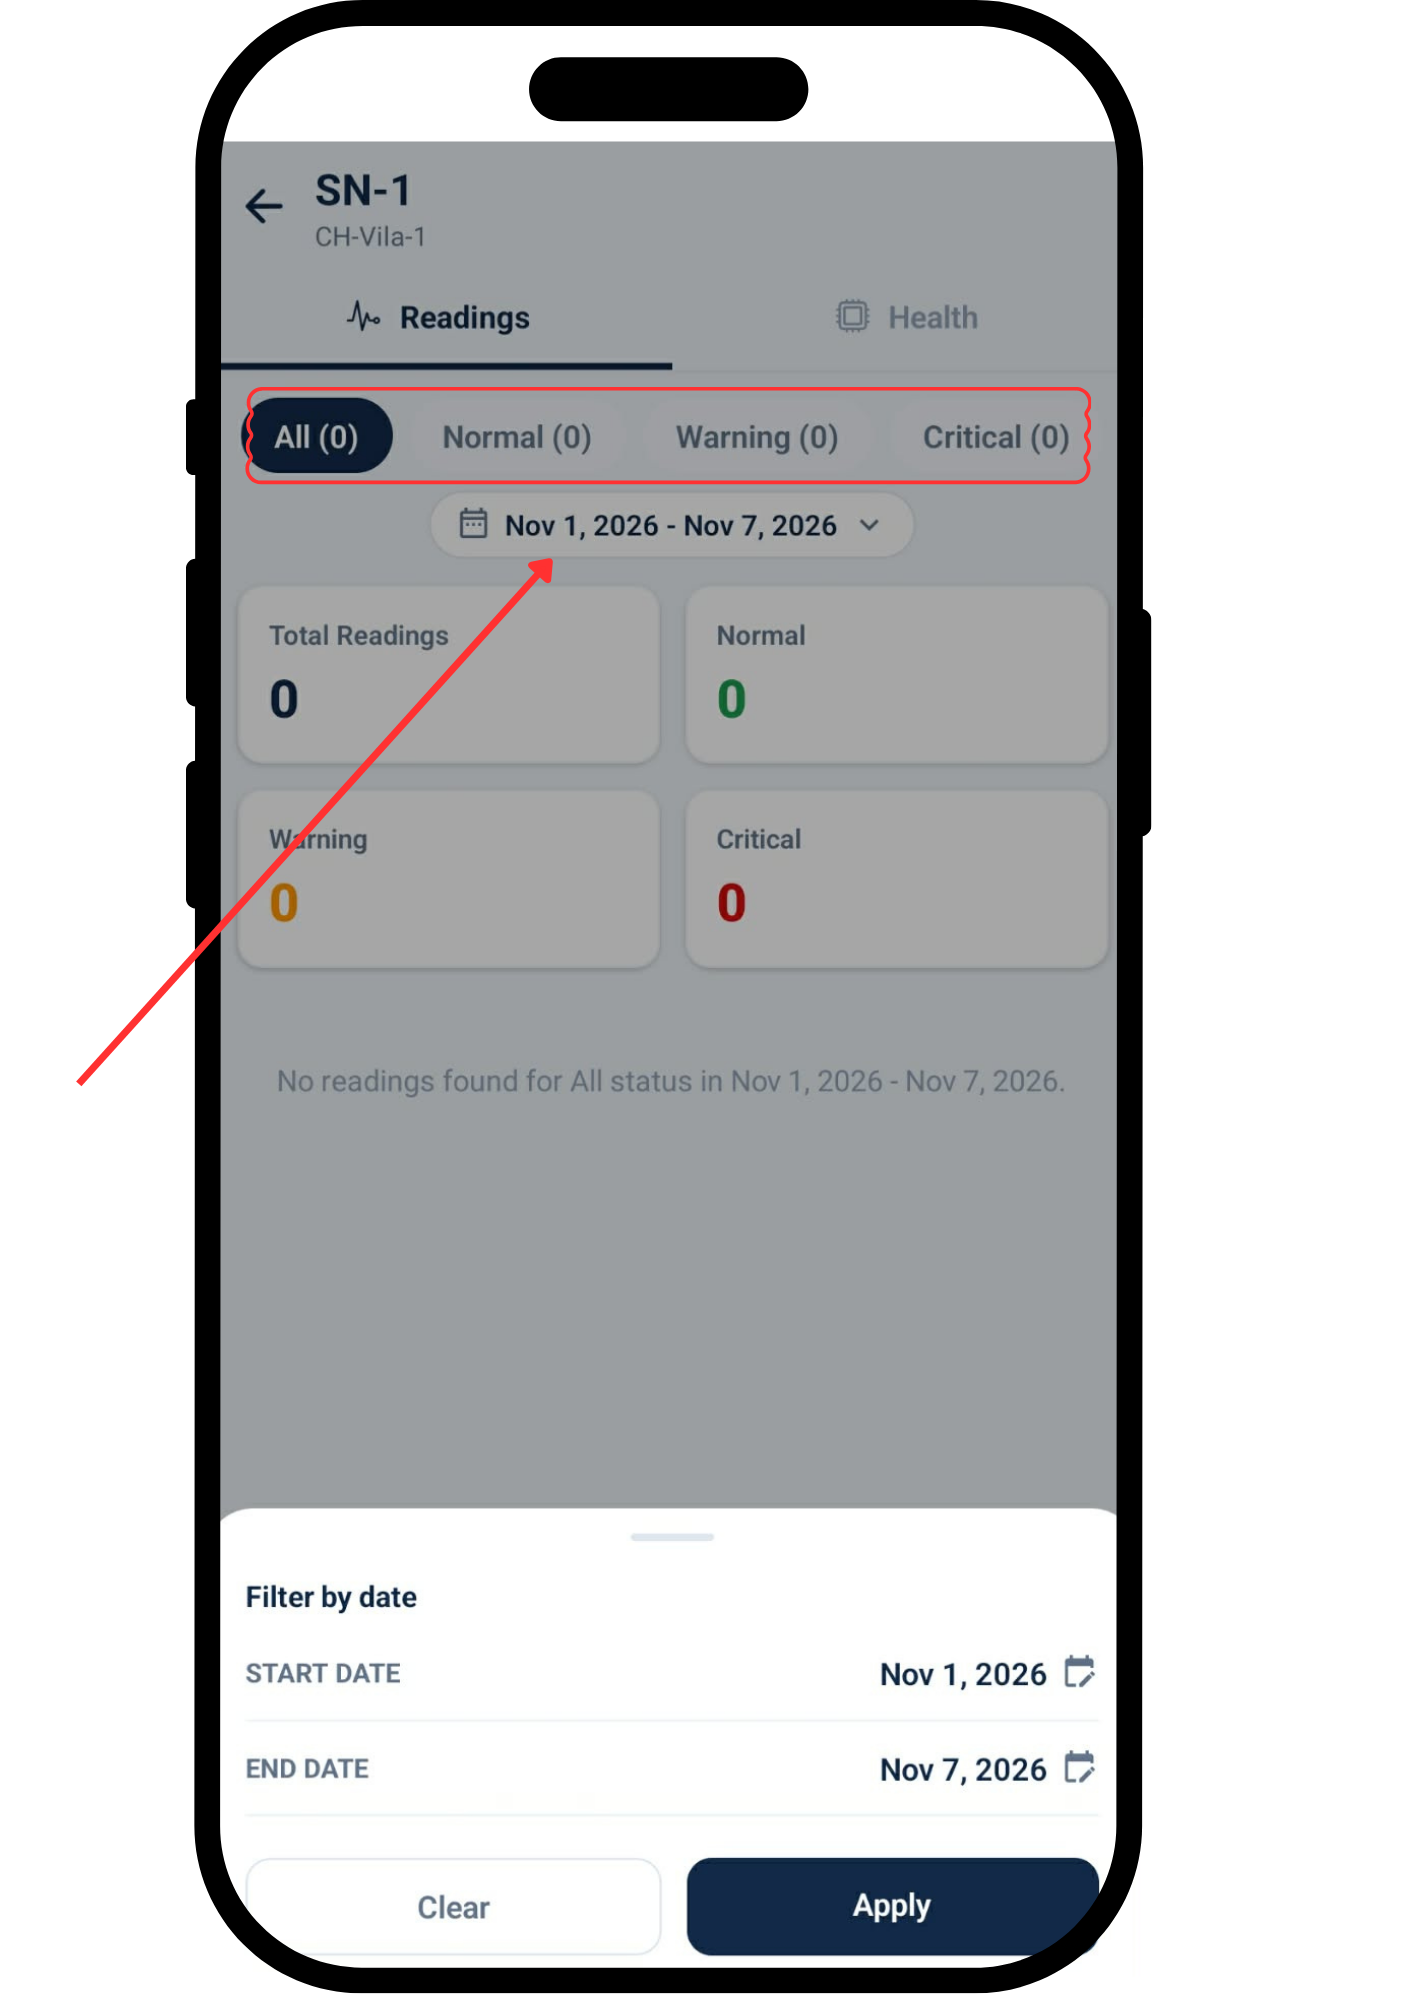 SN-1
CH-Vila-1
Readings
Health
All (0)
Normal (0)
Warning (0)
Critical (0)
Nov 1, 2026 - Nov 7, 2026
Total Readings
0
Normal
0
Warning
0
Critical
0
No readings found for All status in Nov 1, 2026 - Nov 7, 2026.
Filter by date
START DATE
Nov 1, 2026
END DATE
Nov 7, 2026
Clear
Apply